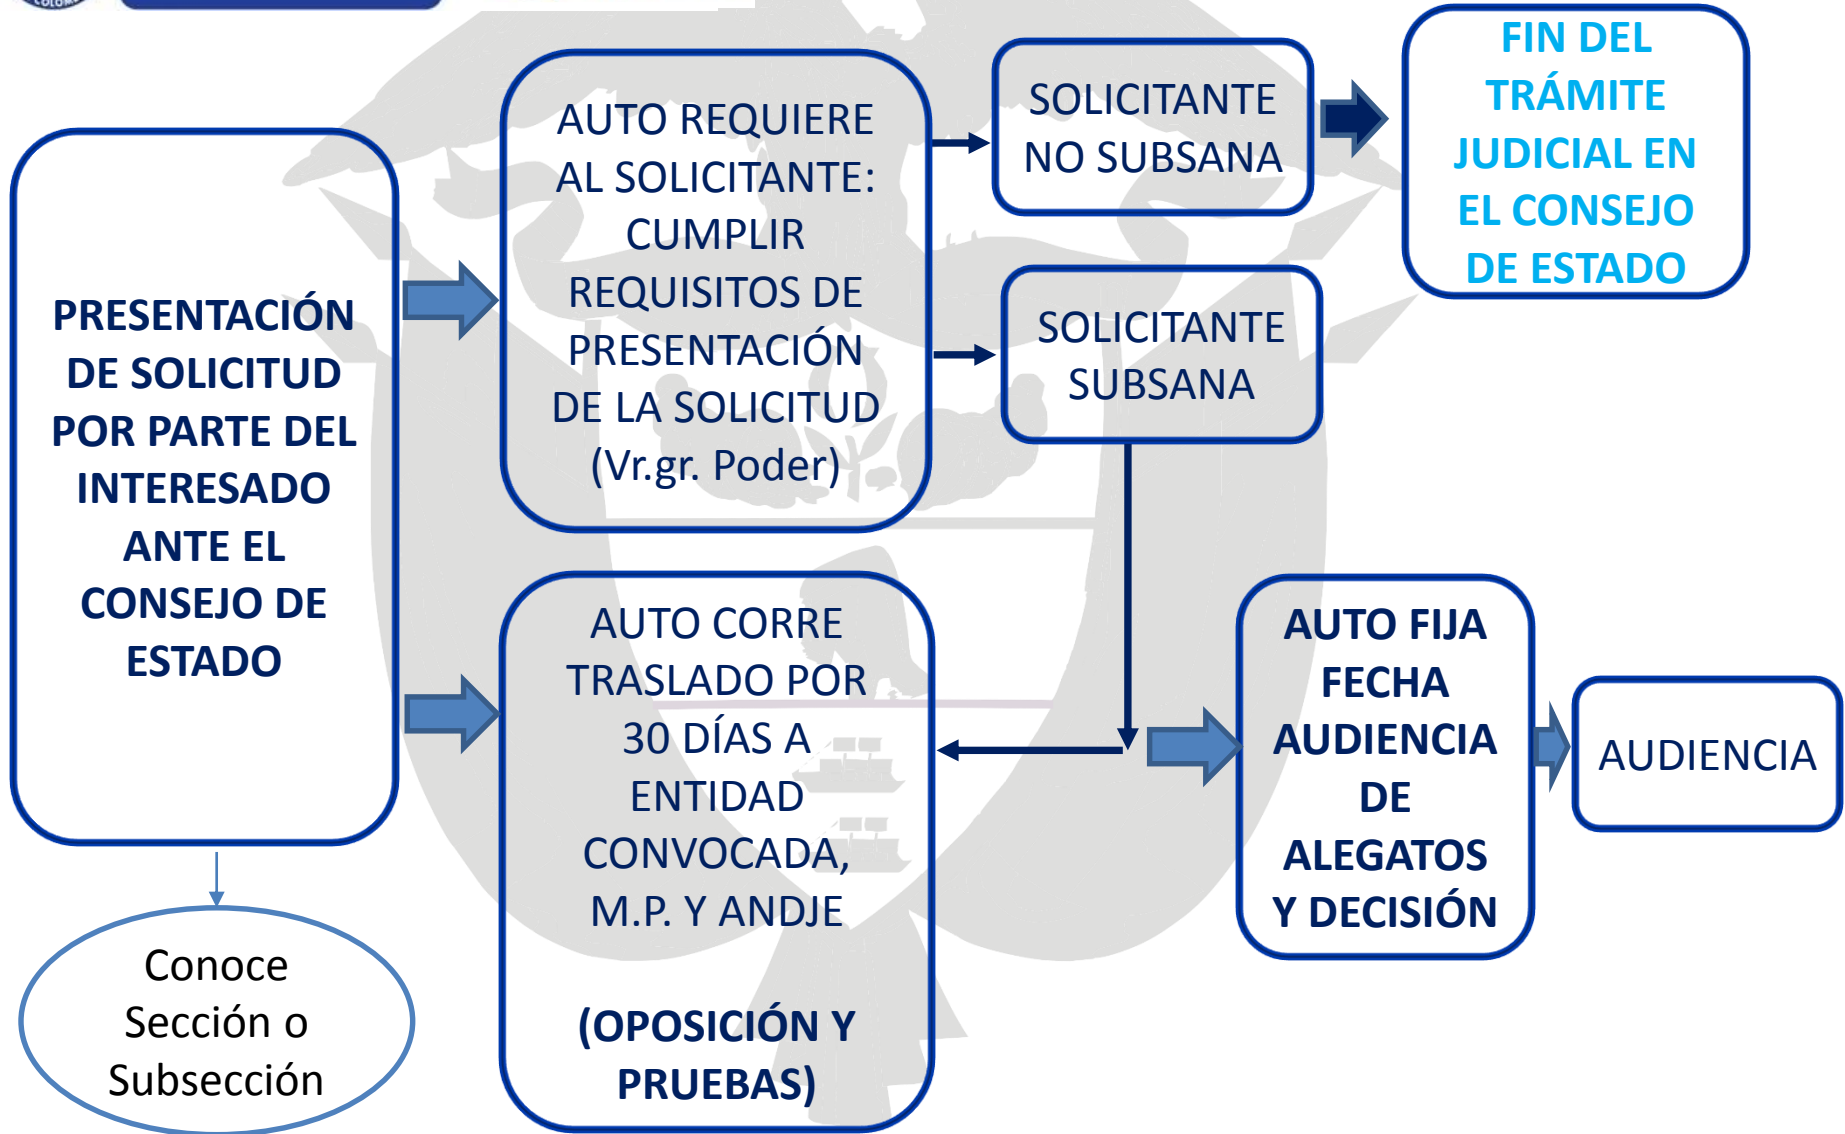 PRESENTACIÓN
DE SOLICITUD
POR PARTE DEL
INTERESADO
ANTE EL
CONSEJO DE
ESTADO
Conoce
Sección o
Subsección
AUTO REQUIERE
AL SOLICITANTE:
CUMPLIR
REQUISITOS DE
PRESENTACIÓN
DE LA SOLICITUD
(Vr.gr. Poder)
SOLICITANTE
NO SUBSANA
FIN DEL
TRÁMITE
JUDICIAL EN
EL CONSEJO
DE ESTADO
SOLICITANTE
SUBSANA
AUTO CORRE
TRASLADO POR
30 DÍAS A
ENTIDAD
CONVOCADA,
M.P. Y ANDJE
(OPOSICIÓN Y
PRUEBAS)
AUTO FIJA
FECHA
AUDIENCIA
DE
ALEGATOS
Y DECISIÓN
AUDIENCIA